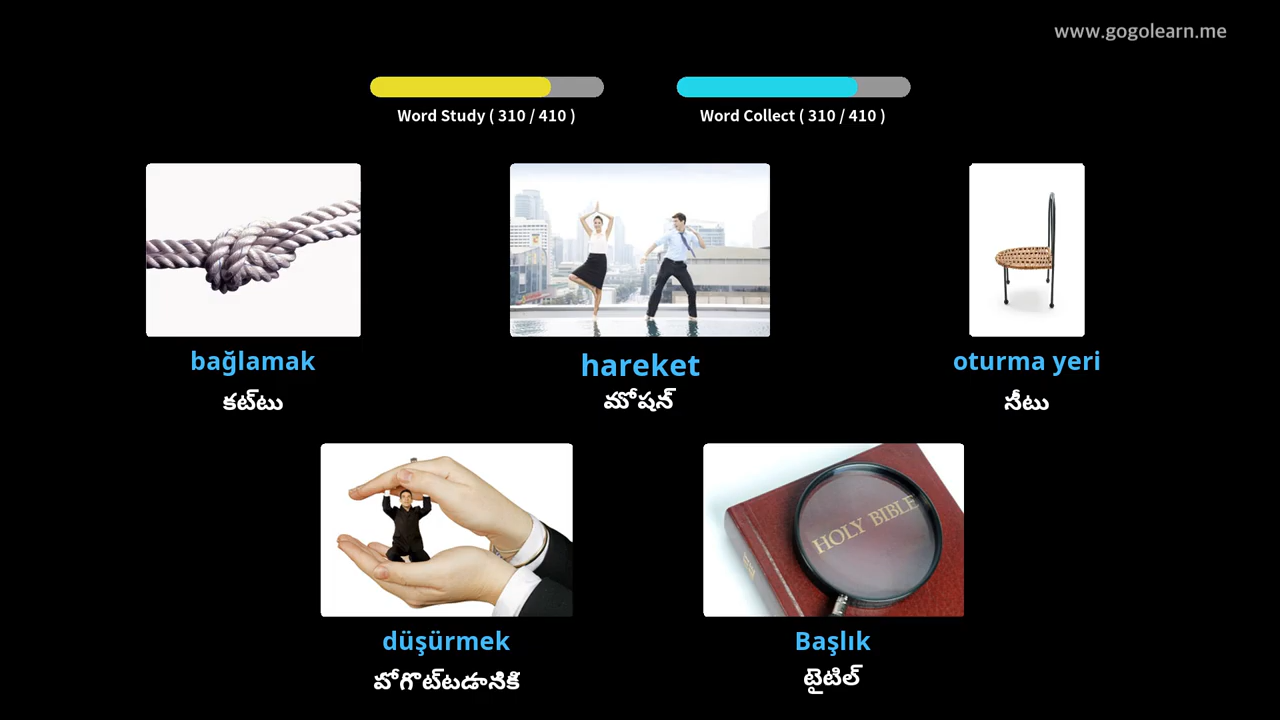 www.gogolearn.me
Word Study ( 310 / 410 )
Word Collect ( 310 / 410 )
bağlamak
కట్టు
hareket
మోషన్
oturma yeri
సీటు
HOLY BIBLE
düşürmek
పోగొట్టడానికి
Başlık
టైటిల్